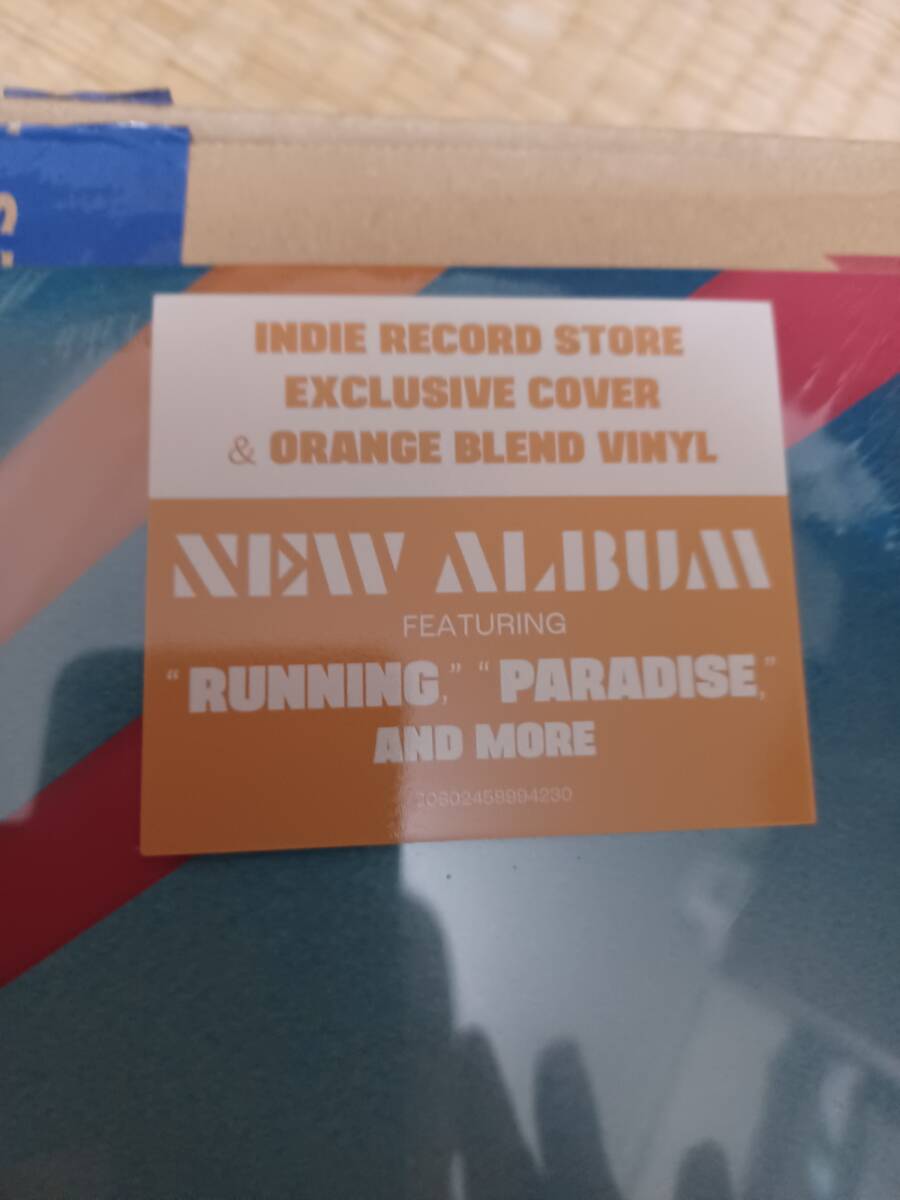 INDIE RECORD STORE
EXCLUSIVE COVER
& ORANGE BLEND VINYL
NEW ALBUM
FEATURING
“RUNNING,” “PARADISE,”
AND MORE